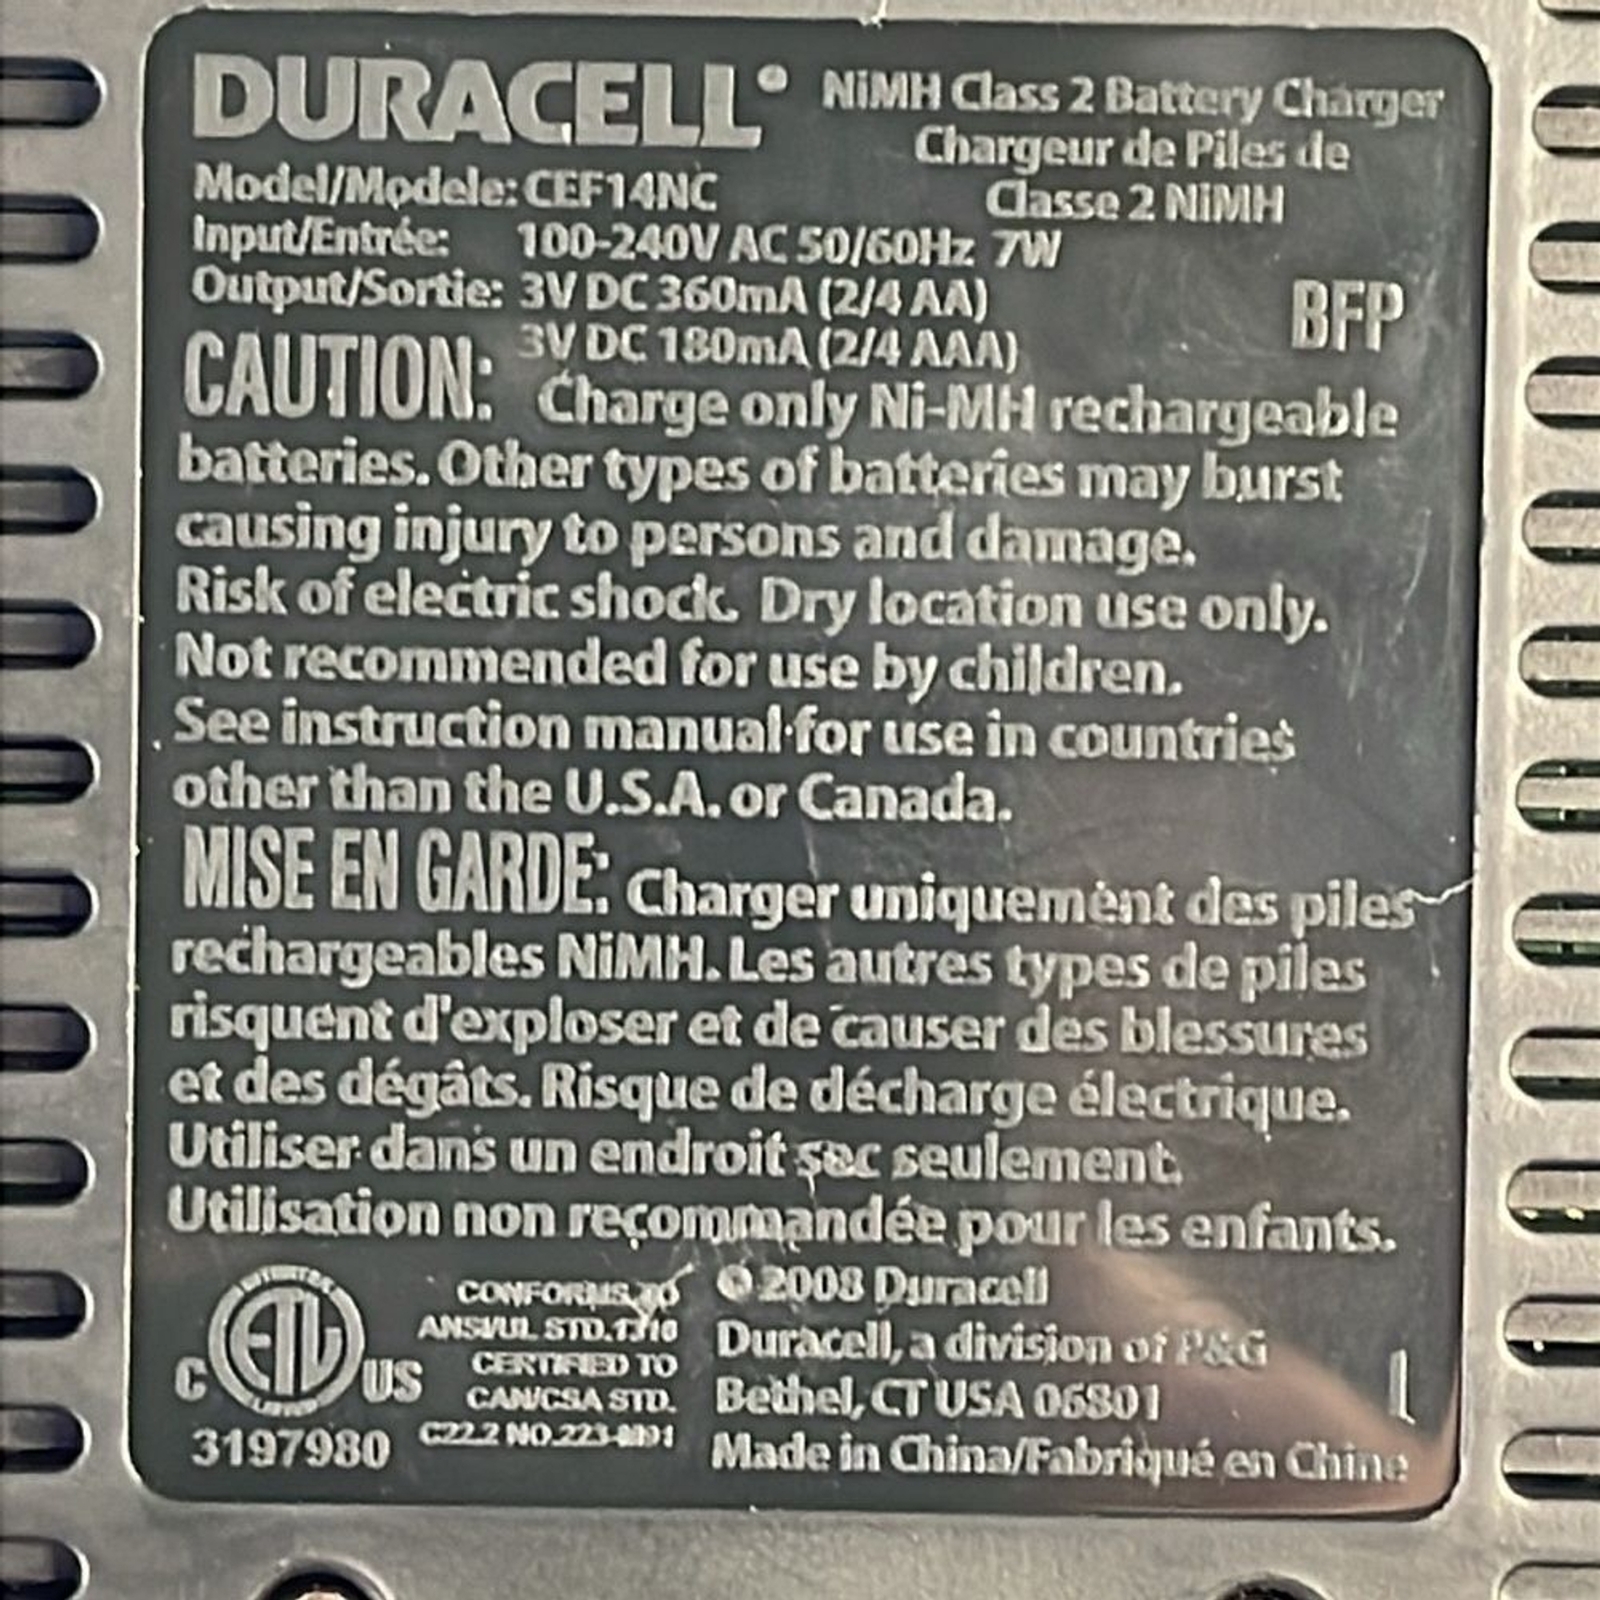 DURACELL®
NiMH Class 2 Battery Charger
Chargeur de Piles de
Classe 2 NiMH
Model/Modele: CEF14NC
Input/Entrée: 100-240V AC 50/60Hz 7W
Output/Sortie: 3V DC 360mA (2/4 AA)
3V DC 180mA (2/4 AAA)
BFP
CAUTION: Charge only Ni-MH rechargeable
batteries. Other types of batteries may burst
causing injury to persons and damage.
Risk of electric shock. Dry location use only.
Not recommended for use by children.
See instruction manual for use in countries
other than the U.S.A. or Canada.
MISE EN GARDE: Charger uniquement des piles
rechargeables NiMH. Les autres types de piles
risquent d'exploser et de causer des blessures
et des dégâts. Risque de décharge électrique.
Utiliser dans un endroit sec seulement.
Utilisation non recommandée pour les enfants.
ETL
LISTED
C US
3197980
CONFORMS TO
ANSI/UL STD.1310
CERTIFIED TO
CAN/CSA STD.
C22.2 NO.
© 2008 Duracell
Duracell, a division of P&G
Bethel, CT USA 06801
Made in China/Fabriqué en Chine